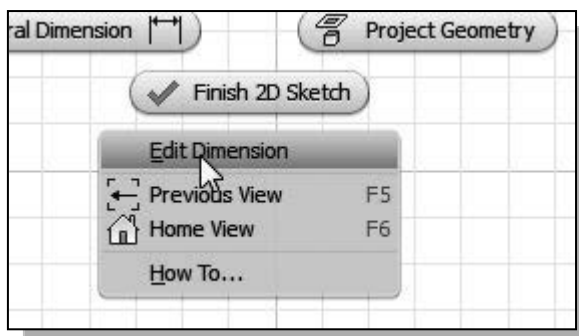 ral Dimension
Project Geometry
Finish 2D Sketch
Edit Dimension
Previous View F5
Home View F6
How To...